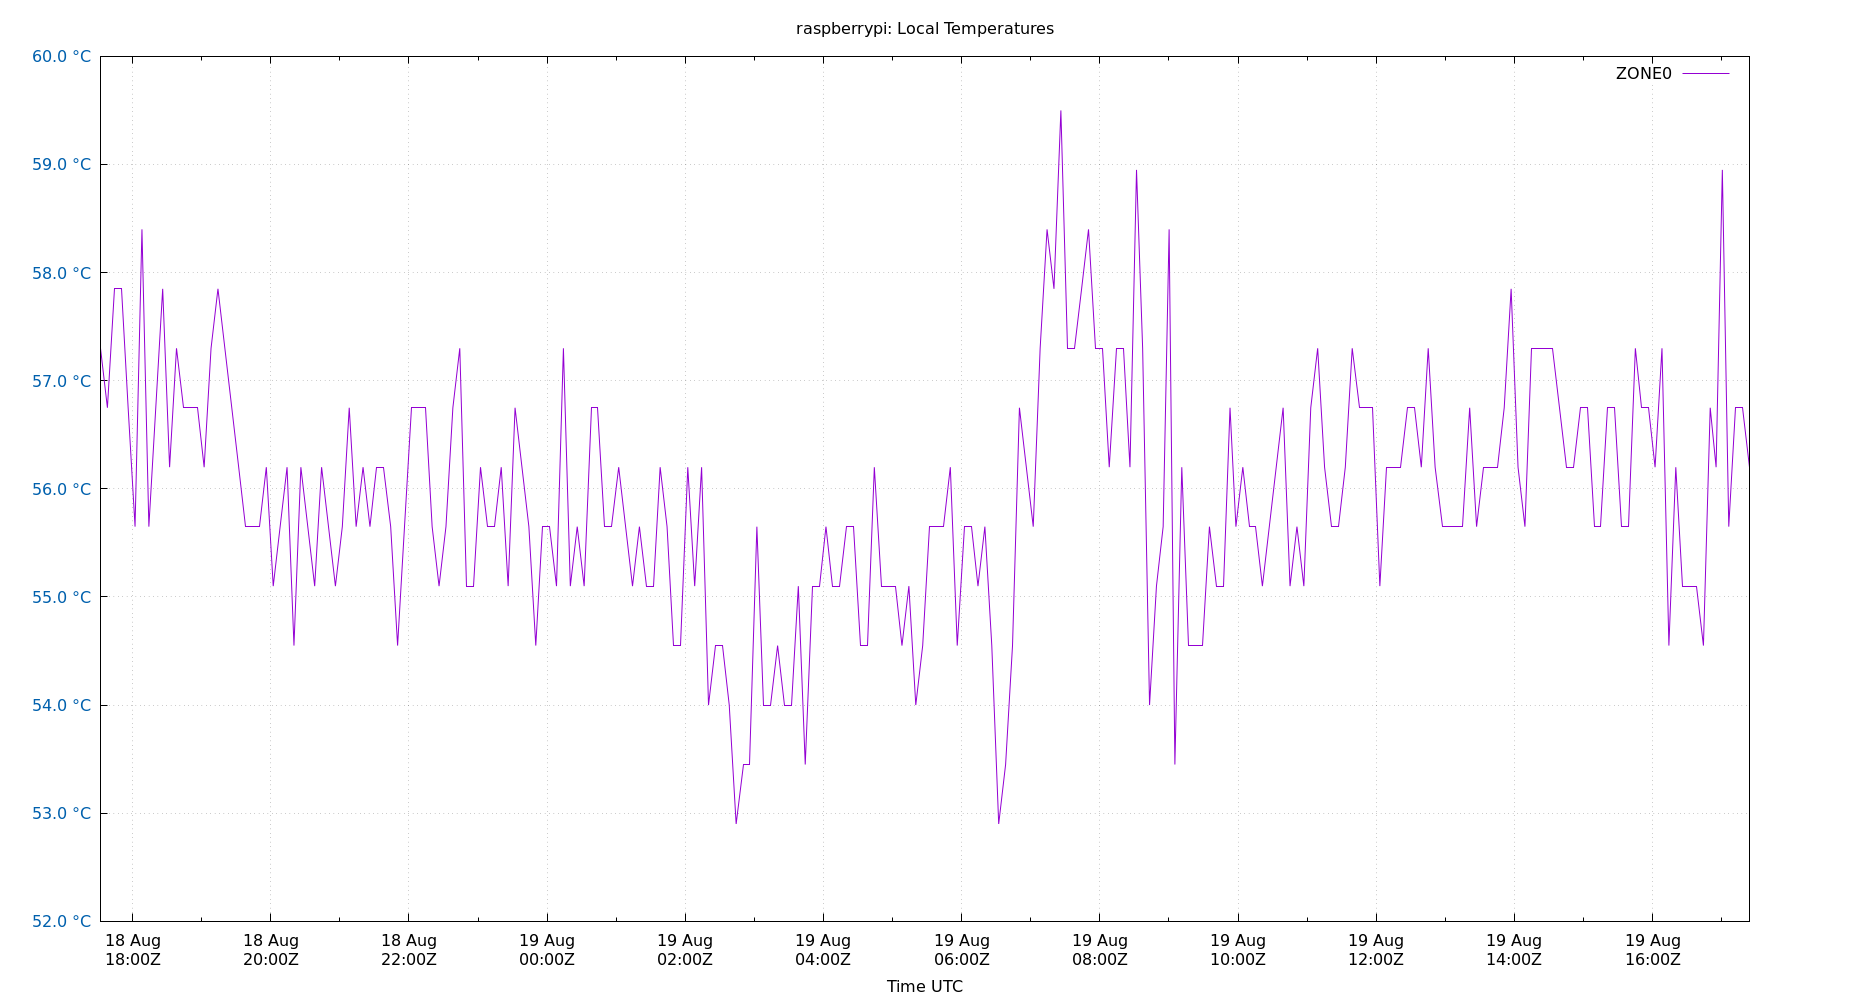 raspberrypi: Local Temperatures
60.0 °C
59.0 °C
58.0 °C
57.0 °C
56.0 °C
55.0 °C
54.0 °C
53.0 °C
52.0 °C
ZONE0
18 Aug
18:00Z
18 Aug
20:00Z
18 Aug
22:00Z
19 Aug
00:00Z
19 Aug
02:00Z
19 Aug
04:00Z
19 Aug
06:00Z
19 Aug
08:00Z
19 Aug
10:00Z
19 Aug
12:00Z
19 Aug
14:00Z
19 Aug
16:00Z
Time UTC